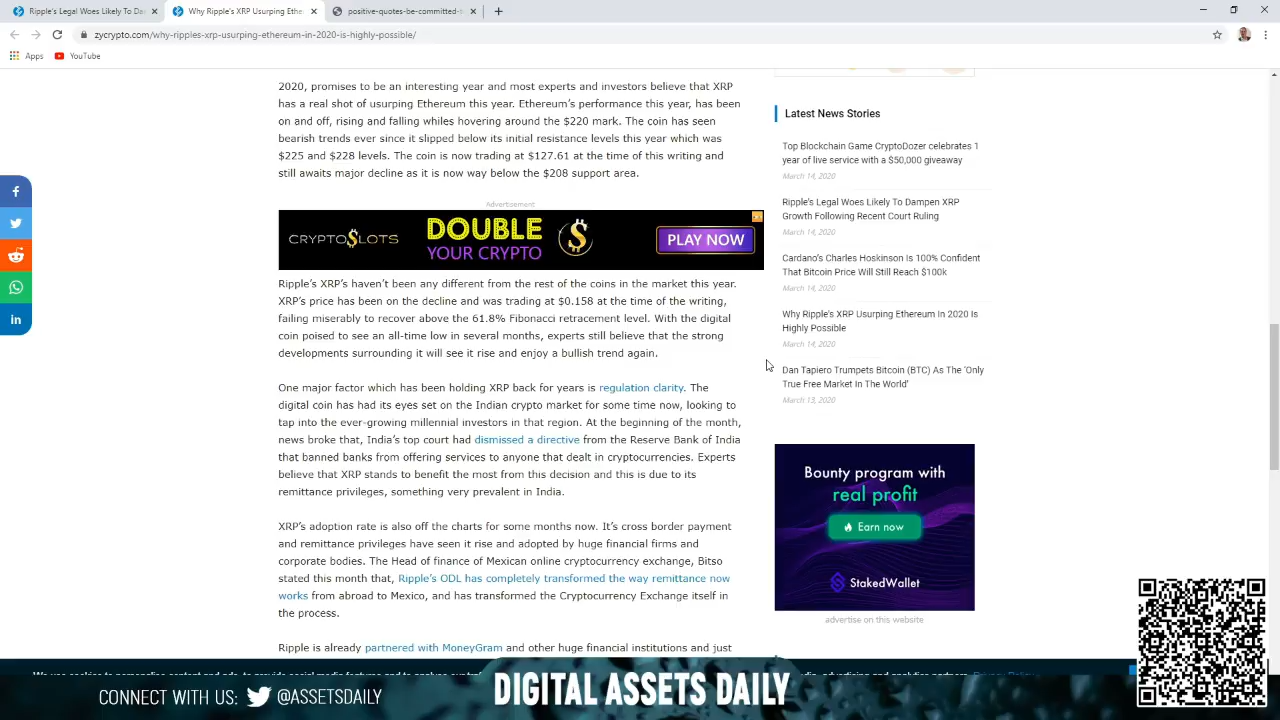 Ripple's Legal Woes Likely To Da
Why Ripple's XRP Usurping Ethe
positive-quotes-be-committed-s
zycrypto.com/why-ripples-xrp-usurping-ethereum-in-2020-is-highly-possible/
Apps
YouTube
2020, promises to be an interesting year and most experts and investors believe that XRP
has a real shot of usurping Ethereum this year. Ethereum's performance this year, has been
on and off, rising and falling whiles hovering around the $220 mark. The coin has seen
bearish trends ever since it slipped below its initial resistance levels this year which was
$225 and $228 levels. The coin is now trading at $127.61 at the time of this writing and
still awaits major decline as it is now way below the $208 support area.
Advertisement
CRYPTO$LOTS
DOUBLE
YOUR CRYPTO
PLAY NOW
Ripple's XRP's haven't been any different from the rest of the coins in the market this year.
XRP's price has been on the decline and was trading at $0.158 at the time of the writing,
failing miserably to recover above the 61.8% Fibonacci retracement level. With the digital
coin poised to see an all-time low in several months, experts still believe that the strong
developments surrounding it will see it rise and enjoy a bullish trend again.
One major factor which has been holding XRP back for years is regulation clarity. The
digital coin has had its eyes set on the Indian crypto market for some time now, looking to
tap into the ever-growing millennial investors in that region. At the beginning of the month,
news broke that, India's top court had dismissed a directive from the Reserve Bank of India
that banned banks from offering services to anyone that dealt in cryptocurrencies. Experts
believe that XRP stands to benefit the most from this decision and this is due to its
remittance privileges, something very prevalent in India.
XRP's adoption rate is also off the charts for some months now. It's cross border payment
and remittance privileges have seen it rise and adopted by huge financial firms and
corporate bodies. The Head of finance of Mexican online cryptocurrency exchange, Bitso
stated this month that, Ripple's ODL has completely transformed the way remittance now
works from abroad to Mexico, and has transformed the Cryptocurrency Exchange itself in
the process.
Ripple is already partnered with MoneyGram and other huge financial institutions and just
Latest News Stories
Top Blockchain Game CryptoDozer celebrates 1
year of live service with a $50,000 giveaway
March 14, 2020
Ripple's Legal Woes Likely To Dampen XRP
Growth Following Recent Court Ruling
March 14, 2020
Cardano's Charles Hoskinson Is 100% Confident
That Bitcoin Price Will Still Reach $100k
March 14, 2020
Why Ripple's XRP Usurping Ethereum In 2020 Is
Highly Possible
March 14, 2020
Dan Tapiero Trumpets Bitcoin (BTC) As The 'Only
True Free Market In The World'
March 13, 2020
Bounty program with
real profit
Earn now
StakedWallet
advertise on this website
CONNECT WITH US: @ASSETSDAILY
DIGITAL ASSETS DAILY